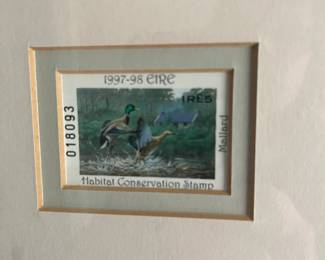 1997-98 EIRE
IR£5
018093
Mallard
Habitat Conservation Stamp